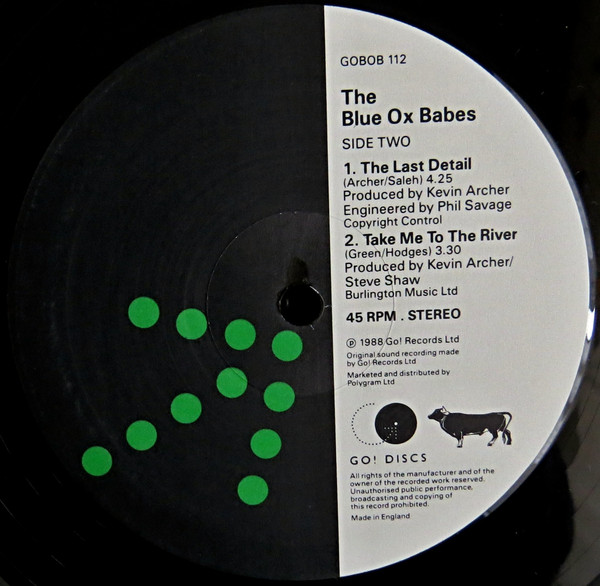 GOBOB 112
The
Blue Ox Babes
SIDE TWO
1. The Last Detail
(Archer/Saleh) 4.25
Produced by Kevin Archer
Engineered by Phil Savage
Copyright Control
2. Take Me To The River
(Green/Hodges) 3.30
Produced by Kevin Archer/
Steve Shaw
Burlington Music Ltd
45 RPM . STEREO
℗ 1988 Go! Records Ltd
Original sound recording made
by Go! Records Ltd
Marketed and distributed by
Polygram Ltd
GO! DISCS
All rights of the manufacturer and of the
owner of the recorded work reserved.
Unauthorised public performance,
broadcasting and copying of
this record prohibited.
Made in England